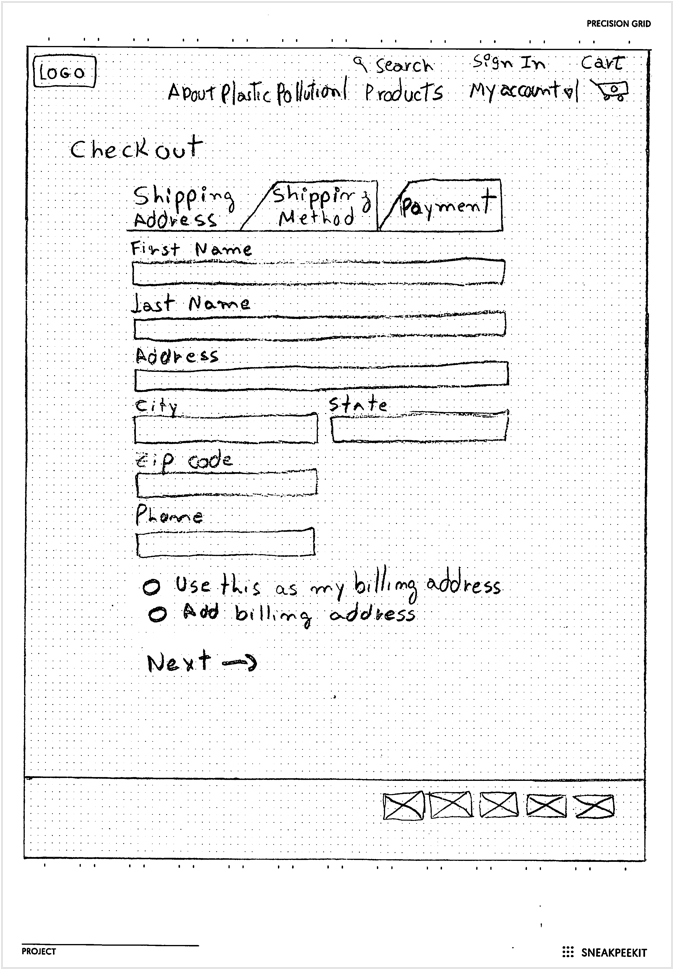 PRECISION GRID
LOGO
Search Sign In Cart
About Plastic Pollution Products My account
Checkout
Shipping Address
Shipping Method
Payment
First Name
Last Name
Address
City State
Zip code
Phone
Use this as my billing address
Add billing address
Next →
PROJECT
SNEAKPEEKIT